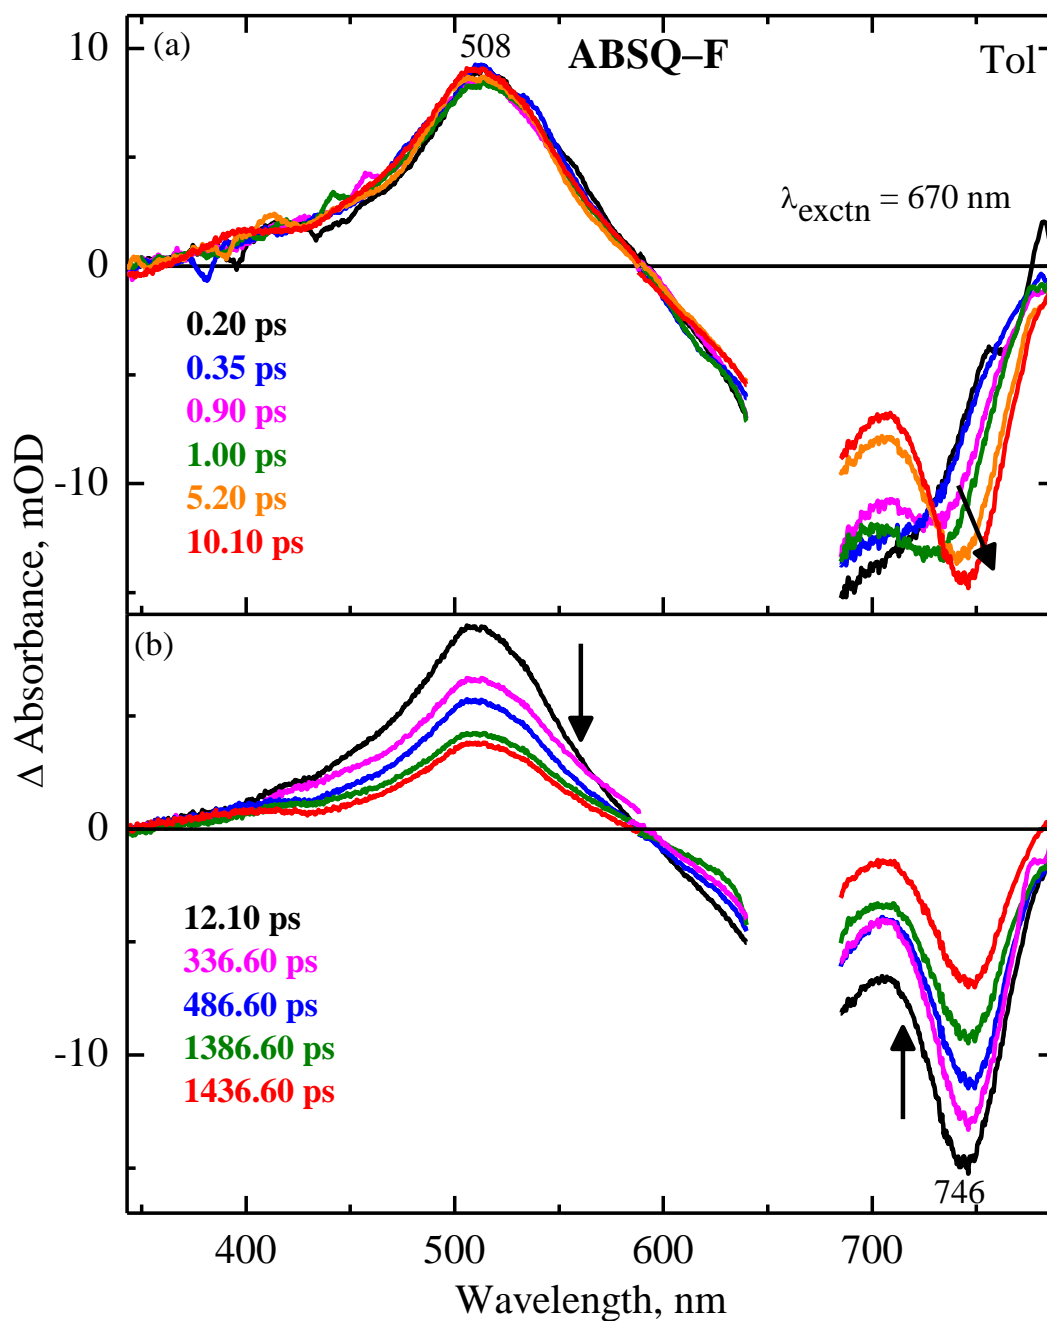 (a)
508
ABSQ–F
Tol
λexctn = 670 nm
10
0
-10
0.20 ps
0.35 ps
0.90 ps
1.00 ps
5.20 ps
10.10 ps
Δ Absorbance, mOD
(b)
0
-10
12.10 ps
336.60 ps
486.60 ps
1386.60 ps
1436.60 ps
746
400 500 600 700
Wavelength, nm